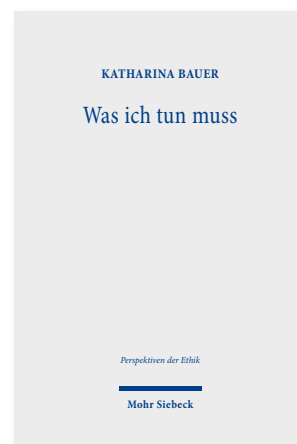 KATHARINA BAUER
Was ich tun muss
Perspektiven der Ethik
Mohr Siebeck